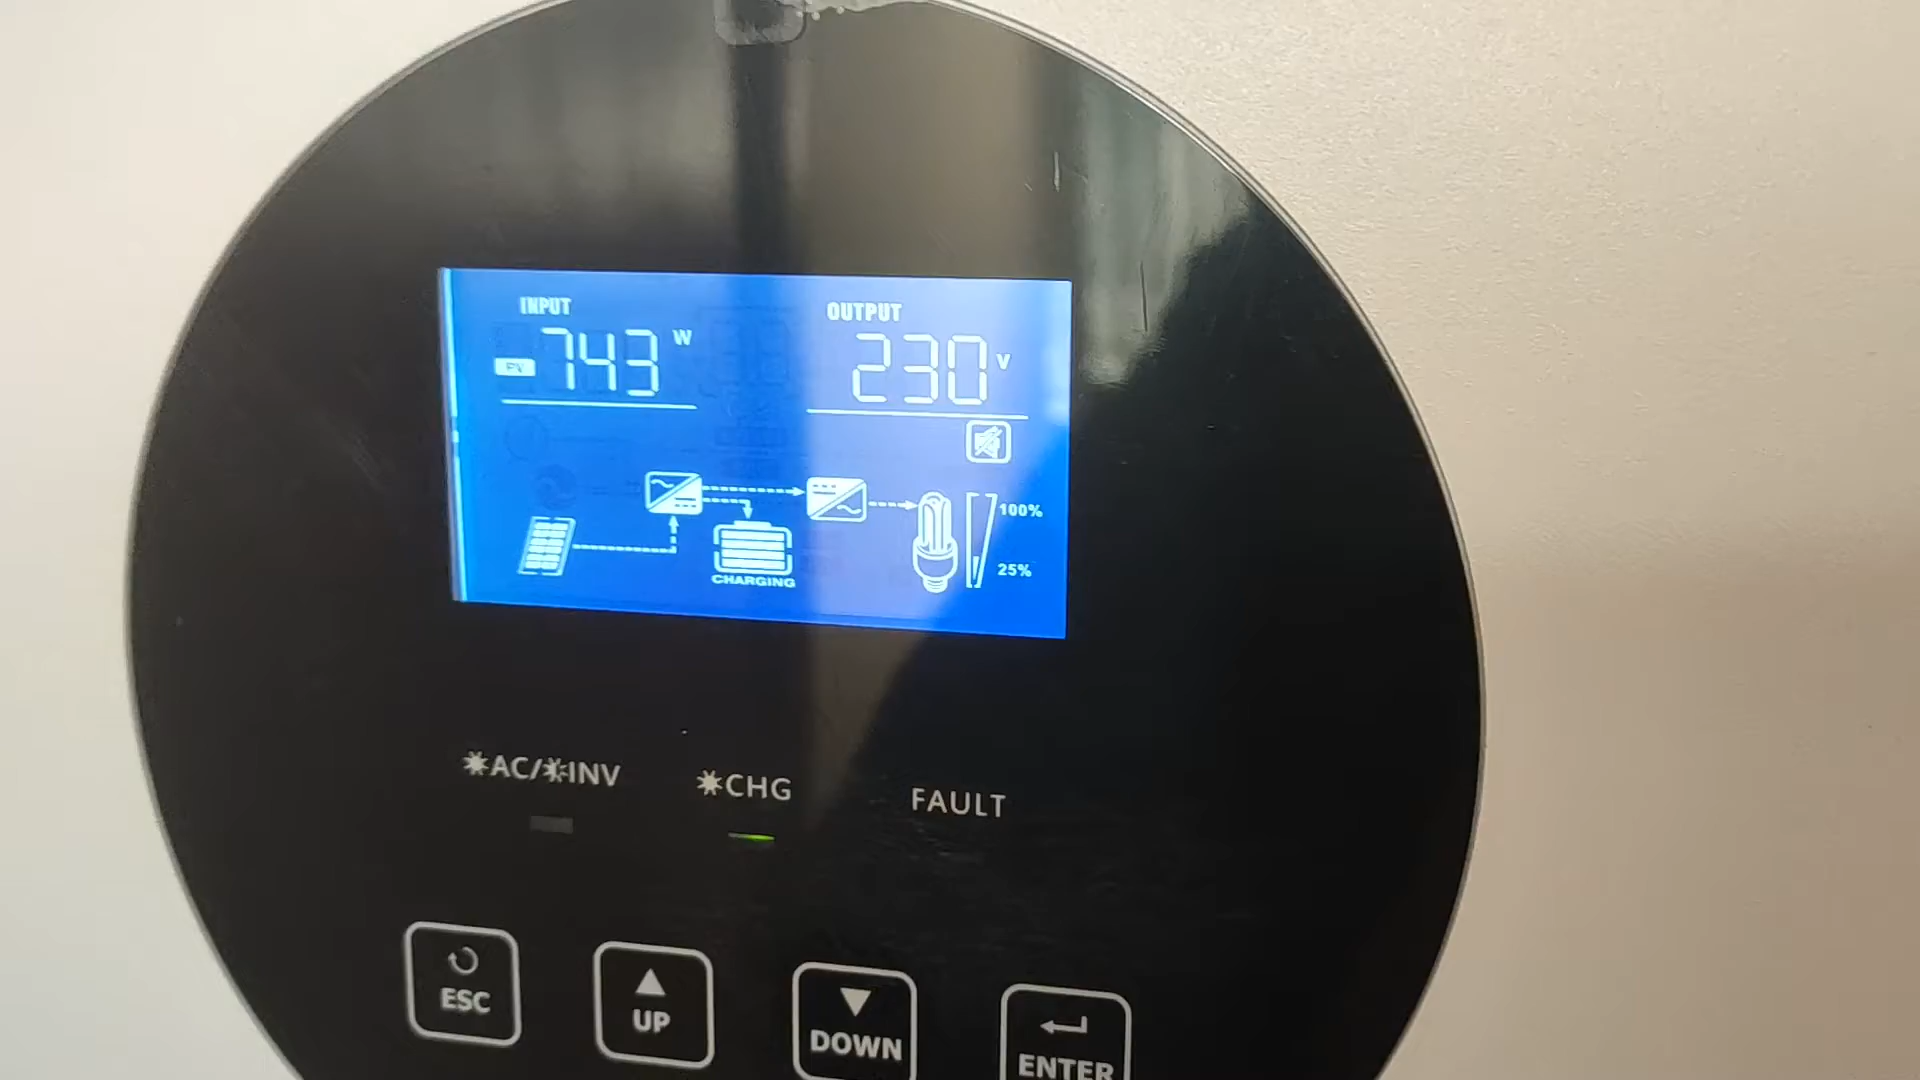 INPUT
OUTPUT
PV 743 W
230 V
100%
25%
CHARGING
AC/INV
CHG
FAULT
ESC
UP
DOWN
ENTER